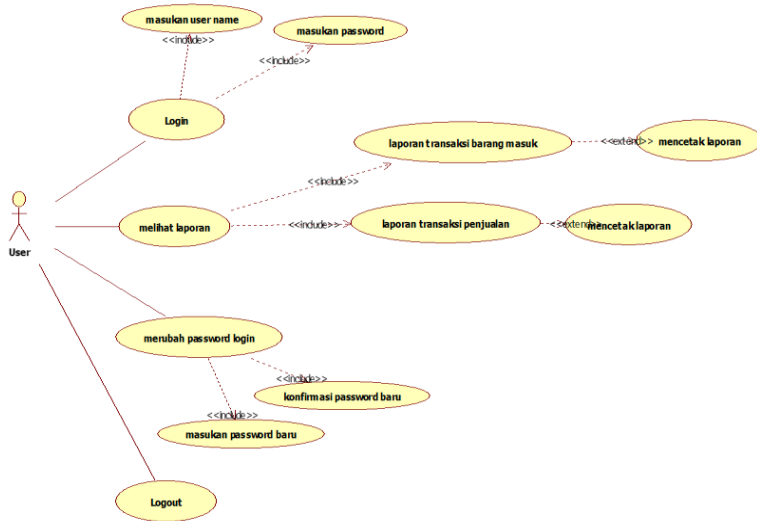 masukan user name
<<include>>
masukan password
<<include>>
Login
laporan transaksi barang masuk
<<extend>>
mencetak laporan
<<include>>
User
melihat laporan
<<include>>
laporan transaksi penjualan
<<extend>>
mencetak laporan
merubah password login
<<include>>
konfirmasi password baru
<<include>>
masukan password baru
Logout